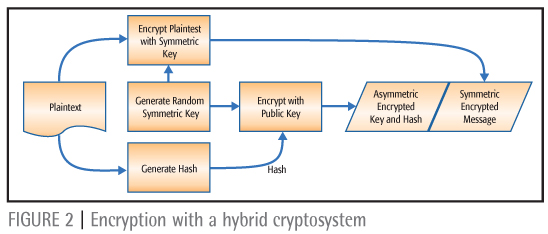 Encrypt Plaintest
with Symmetric
Key
Plaintext
Generate Random
Symmetric Key
Encrypt with
Public Key
Asymmetric
Encrypted
Key and Hash
Symmetric
Encrypted
Message
Generate Hash
Hash
FIGURE 2 | Encryption with a hybrid cryptosystem